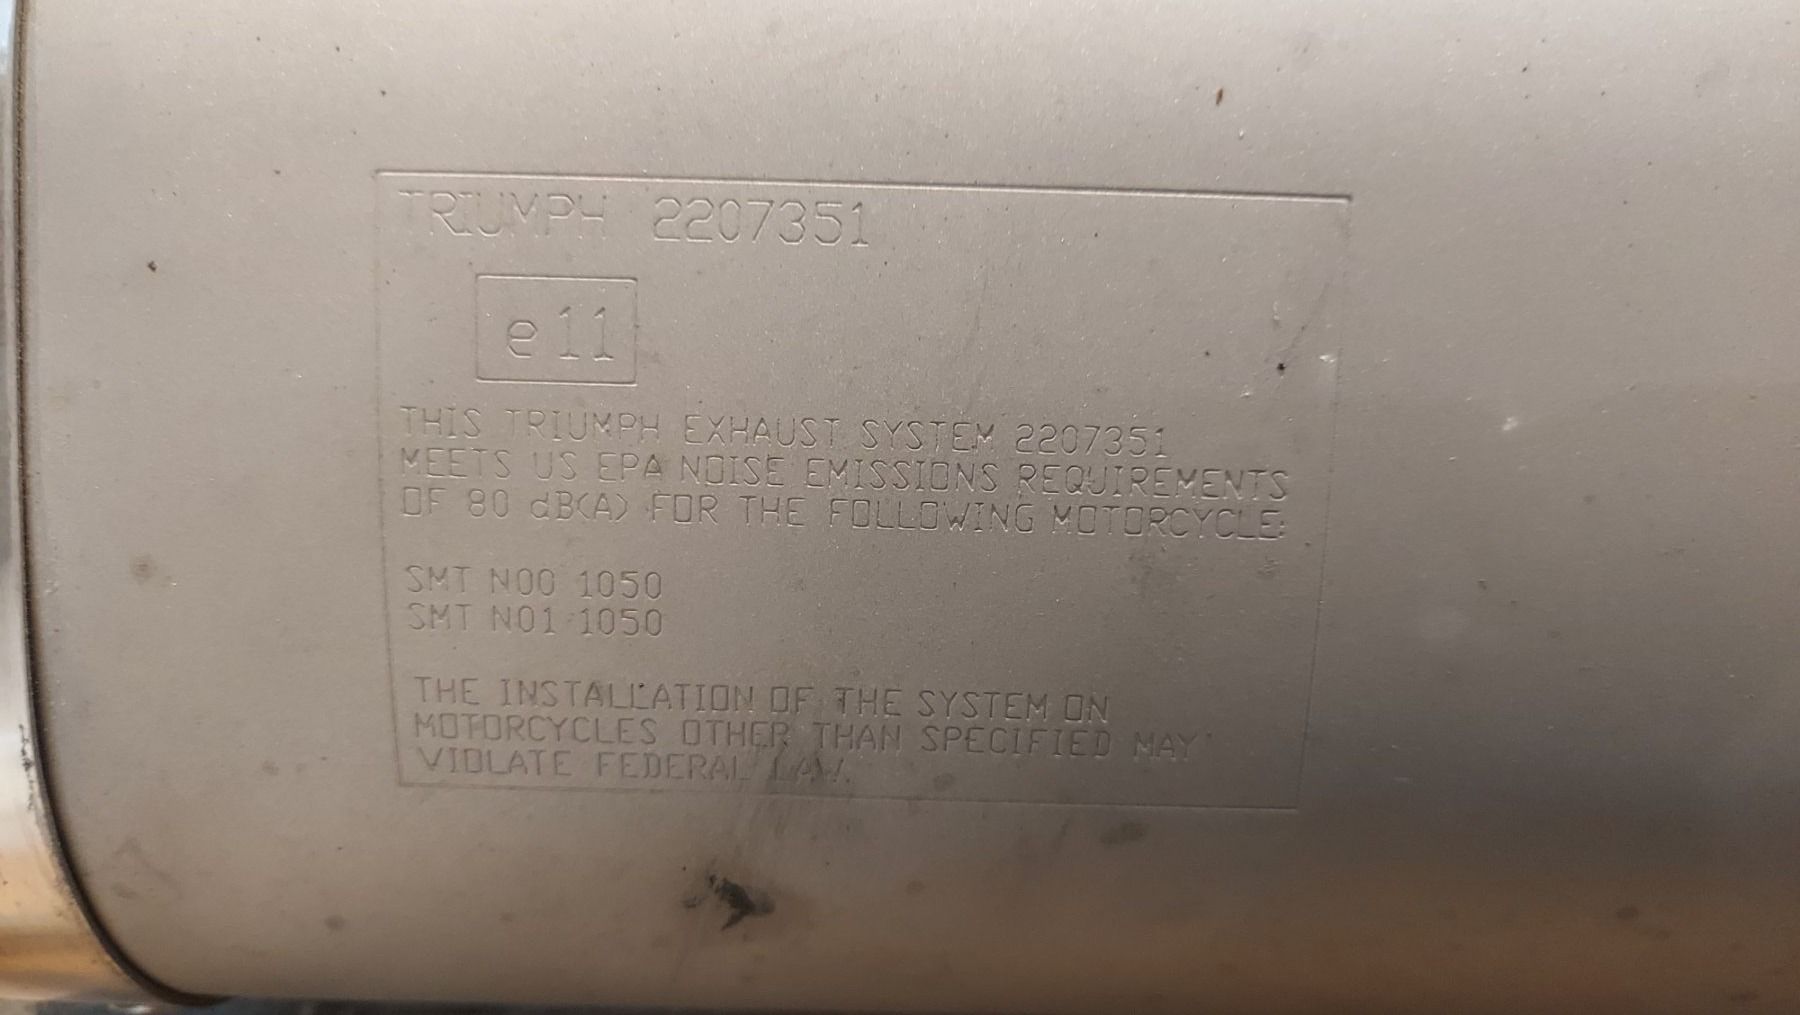 TRIUMPH 2207351
e11
THIS TRIUMPH EXHAUST SYSTEM 2207351
MEETS US EPA NOISE EMISSIONS REQUIREMENTS
OF 80 dB(A) FOR THE FOLLOWING MOTORCYCLE:
SMT N00 1050
SMT N01 1050
THE INSTALLATION OF THE SYSTEM ON
MOTORCYCLES OTHER THAN SPECIFIED MAY
VIOLATE FEDERAL LAW.